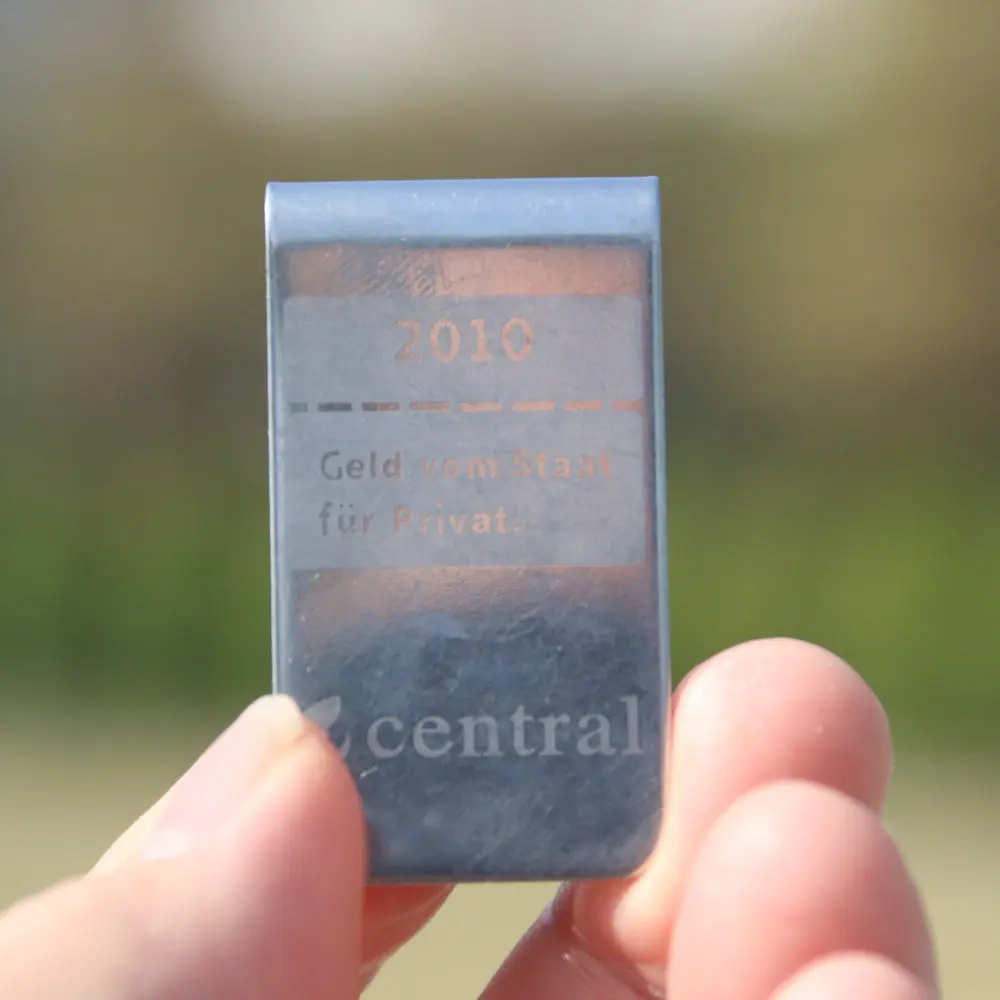 2010
Geld vom Staat
für Privat.
central